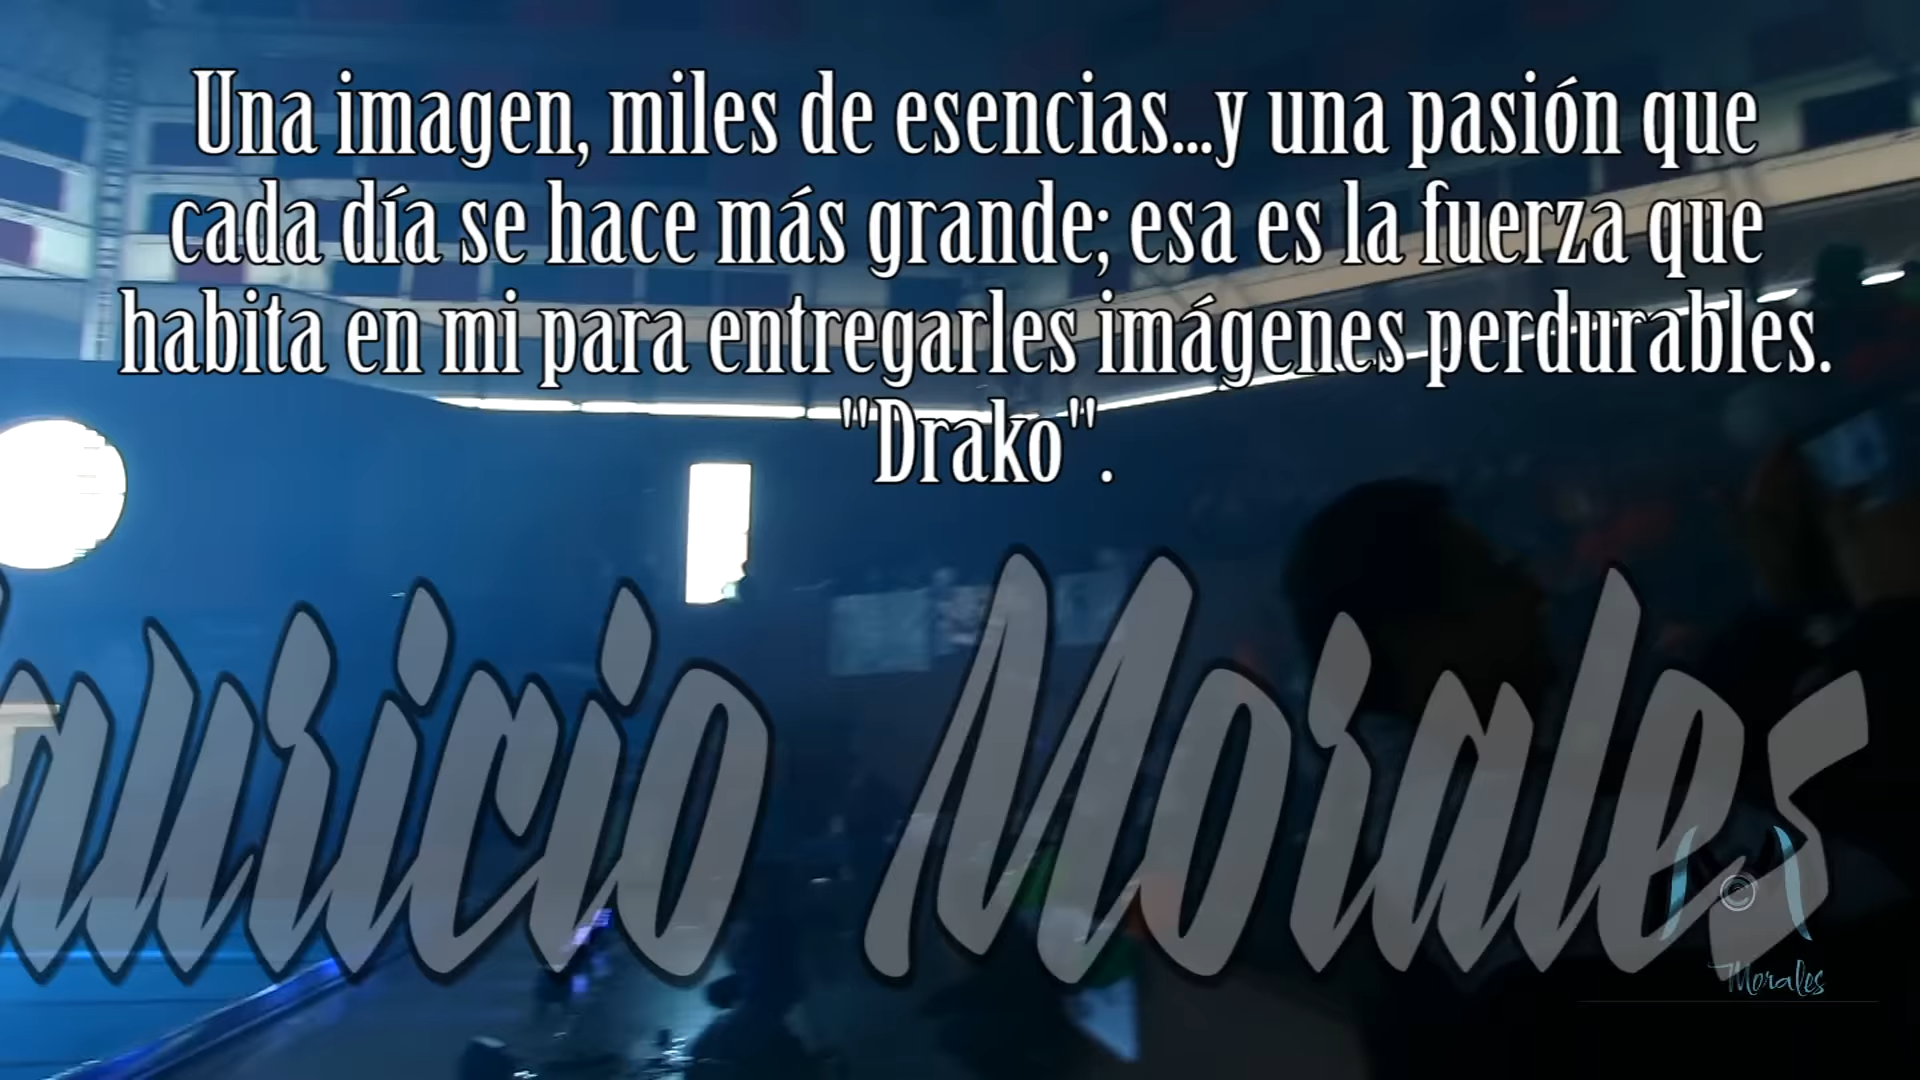 Una imagen, miles de esencias...y una pasión que
cada día se hace más grande; esa es la fuerza que
habita en mi para entregarles imágenes perdurables.
"Drako".
auricio Morales
Morales